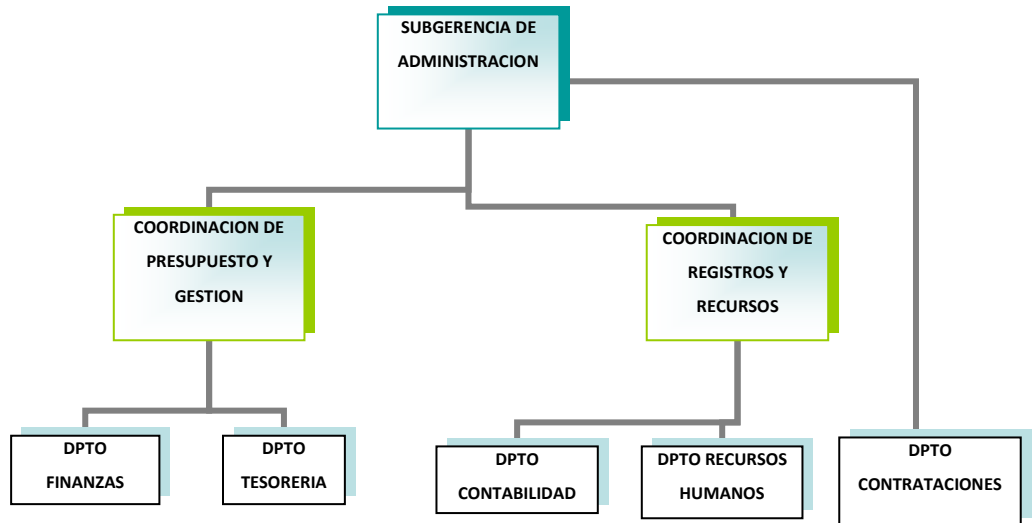 SUBGERENCIA DE
ADMINISTRACION
COORDINACION DE
PRESUPUESTO Y
GESTION
COORDINACION DE
REGISTROS Y
RECURSOS
DPTO
FINANZAS
DPTO
TESORERIA
DPTO
CONTABILIDAD
DPTO RECURSOS
HUMANOS
DPTO
CONTRATACIONES